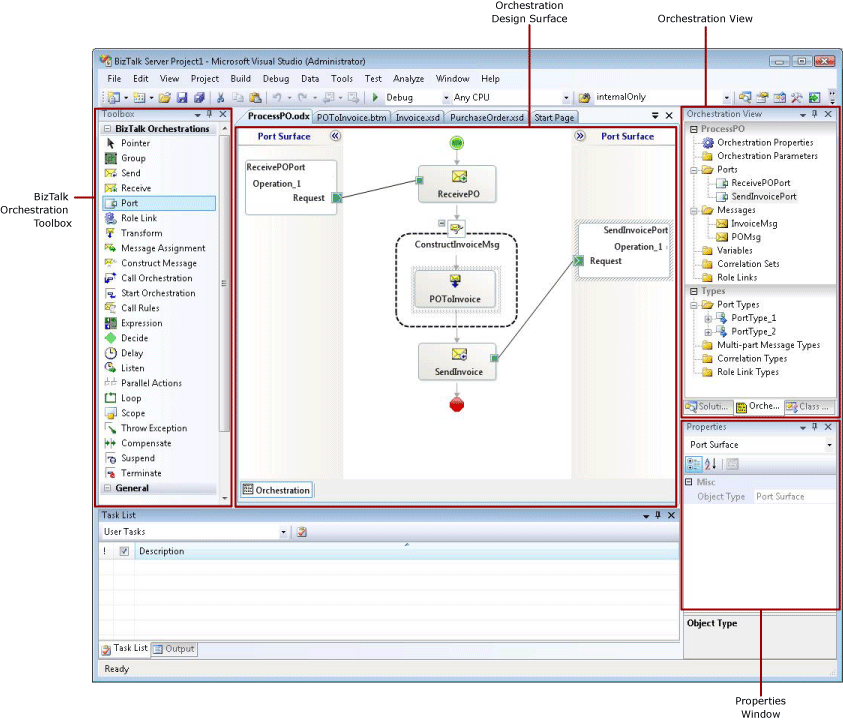 Orchestration
Design Surface
Orchestration View
BizTalk Server Project1 - Microsoft Visual Studio (Administrator)
File Edit View Project Build Debug Data Tools Test Analyze Window Help
Debug Any CPU internalOnly
Toolbox
BizTalk Orchestrations
Pointer
Group
Send
Receive
Port
Role Link
Transform
Message Assignment
Construct Message
Call Orchestration
Start Orchestration
Call Rules
Expression
Decide
Delay
Listen
Parallel Actions
Loop
Scope
Throw Exception
Compensate
Suspend
Terminate
General
BizTalk
Orchestration
Toolbox
ProcessPO.odx POToInvoice.btm Invoice.xsd PurchaseOrder.xsd Start Page
Port Surface
Port Surface
ReceivePOPort
Operation_1
Request
ReceivePO
ConstructInvoiceMsg
POToInvoice
SendInvoice
SendInvoicePort
Operation_1
Request
Orchestration
Orchestration View
ProcessPO
Orchestration Properties
Orchestration Parameters
Ports
ReceivePOPort
SendInvoicePort
Messages
InvoiceMsg
POMsg
Variables
Correlation Sets
Role Links
Types
Port Types
PortType_1
PortType_2
Multi-part Message Types
Correlation Types
Role Link Types
Soluti... Orche... Class ...
Properties
Port Surface
Misc
Object Type Port Surface
Object Type
Task List
User Tasks
! Description
Task List Output
Ready
Properties
Window